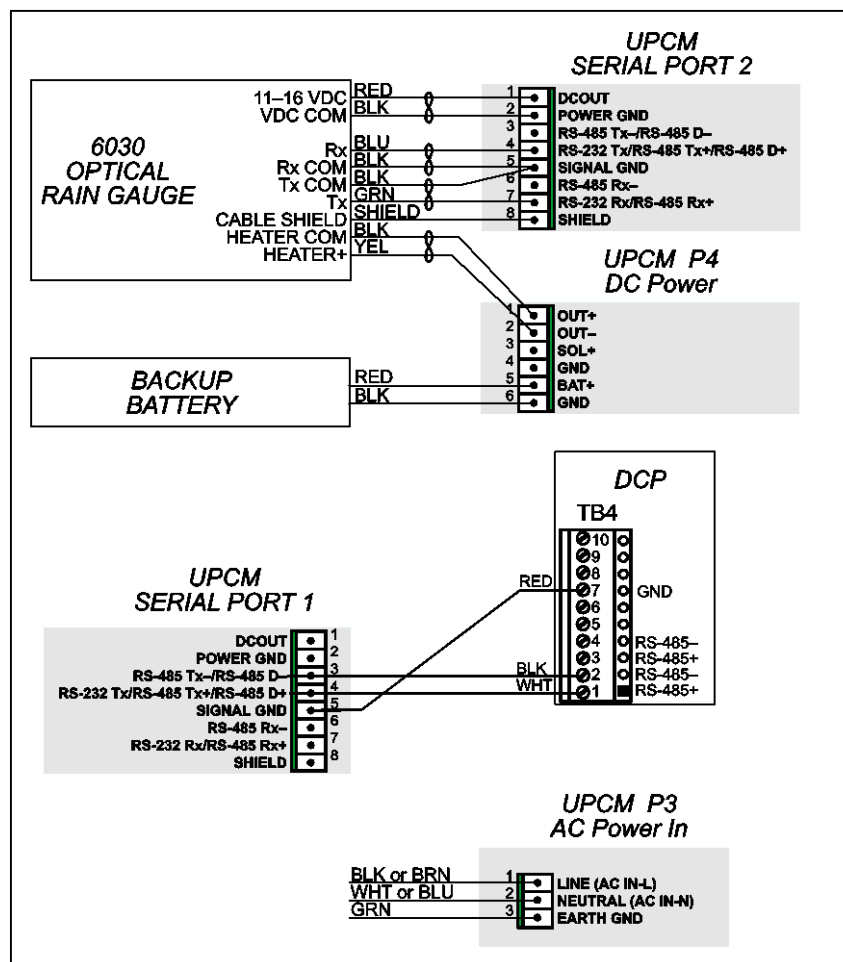 UPCM
SERIAL PORT 2
6030
OPTICAL
RAIN GAUGE
11–16 VDC RED 1 DCOUT
VDC COM BLK 2 POWER GND
3 RS-485 Tx–/RS-485 D–
Rx BLU 4 RS-232 Tx/RS-485 Tx+/RS-485 D+
Rx COM BLK 5 SIGNAL GND
Tx COM BLK 6 RS-485 Rx–
Tx GRN 7 RS-232 Rx/RS-485 Rx+
CABLE SHIELD SHIELD 8 SHIELD
HEATER COM BLK
HEATER+ YEL
UPCM P4
DC Power
1 OUT+
2 OUT–
3 SOL+
4 GND
5 BAT+
6 GND
BACKUP
BATTERY
RED
BLK
DCP
TB4
10
9
8
RED 7 GND
6
5
4 RS-485–
3 RS-485+
BLK 2 RS-485–
WHT 1 RS-485+
UPCM
SERIAL PORT 1
DCOUT 1
POWER GND 2
RS-485 Tx–/RS-485 D– 3
RS-232 Tx/RS-485 Tx+/RS-485 D+ 4
SIGNAL GND 5
RS-485 Rx– 6
RS-232 Rx/RS-485 Rx+ 7
SHIELD 8
UPCM P3
AC Power In
BLK or BRN 1 LINE (AC IN-L)
WHT or BLU 2 NEUTRAL (AC IN-N)
GRN 3 EARTH GND